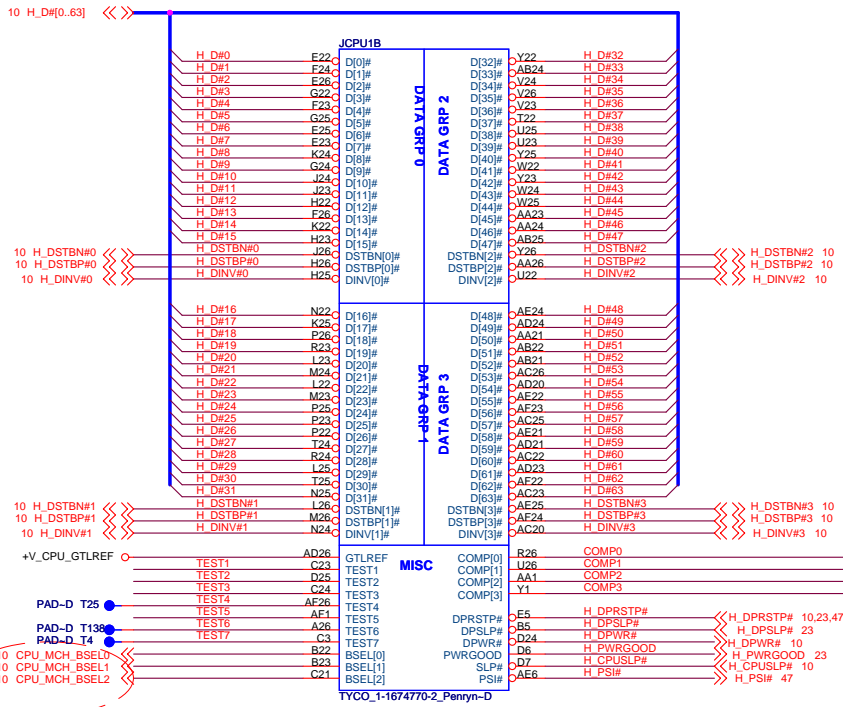 10 H_D#[0..63]
JCPU1B
H_D#0 E22 D[0]# D[32]# Y22 H_D#32
H_D#1 F24 D[1]# D[33]# AB24 H_D#33
H_D#2 E26 D[2]# D[34]# V24 H_D#34
H_D#3 G22 D[3]# D[35]# V26 H_D#35
H_D#4 F23 D[4]# D[36]# V23 H_D#36
H_D#5 G25 D[5]# D[37]# T22 H_D#37
H_D#6 E25 D[6]# D[38]# U25 H_D#38
H_D#7 E23 D[7]# D[39]# U23 H_D#39
H_D#8 K24 D[8]# D[40]# Y25 H_D#40
H_D#9 G24 D[9]# D[41]# W22 H_D#41
H_D#10 J24 D[10]# D[42]# Y23 H_D#42
H_D#11 J23 D[11]# D[43]# W24 H_D#43
H_D#12 H22 D[12]# D[44]# W25 H_D#44
H_D#13 F26 D[13]# D[45]# AA23 H_D#45
H_D#14 K22 D[14]# D[46]# AA24 H_D#46
H_D#15 H23 D[15]# D[47]# AB25 H_D#47
10 H_DSTBN#0 H_DSTBN#0 J26 DSTBN[0]# DSTBN[2]# Y26 H_DSTBN#2 H_DSTBN#2 10
10 H_DSTBP#0 H_DSTBP#0 H26 DSTBP[0]# DSTBP[2]# AA26 H_DSTBP#2 H_DSTBP#2 10
10 H_DINV#0 H_DINV#0 H25 DINV[0]# DINV[2]# U22 H_DINV#2 H_DINV#2 10
DATA GRP 0
DATA GRP 2
H_D#16 N22 D[16]# D[48]# AE24 H_D#48
H_D#17 K25 D[17]# D[49]# AD24 H_D#49
H_D#18 P26 D[18]# D[50]# AA21 H_D#50
H_D#19 R23 D[19]# D[51]# AB22 H_D#51
H_D#20 L23 D[20]# D[52]# AB21 H_D#52
H_D#21 M24 D[21]# D[53]# AC26 H_D#53
H_D#22 L22 D[22]# D[54]# AD20 H_D#54
H_D#23 M23 D[23]# D[55]# AE22 H_D#55
H_D#24 P25 D[24]# D[56]# AF23 H_D#56
H_D#25 P23 D[25]# D[57]# AC25 H_D#57
H_D#26 P22 D[26]# D[58]# AE21 H_D#58
H_D#27 T24 D[27]# D[59]# AD21 H_D#59
H_D#28 R24 D[28]# D[60]# AC22 H_D#60
H_D#29 L25 D[29]# D[61]# AD23 H_D#61
H_D#30 T25 D[30]# D[62]# AF22 H_D#62
H_D#31 N25 D[31]# D[63]# AC23 H_D#63
10 H_DSTBN#1 H_DSTBN#1 L26 DSTBN[1]# DSTBN[3]# AE25 H_DSTBN#3 H_DSTBN#3 10
10 H_DSTBP#1 H_DSTBP#1 M26 DSTBP[1]# DSTBP[3]# AF24 H_DSTBP#3 H_DSTBP#3 10
10 H_DINV#1 H_DINV#1 N24 DINV[1]# DINV[3]# AC20 H_DINV#3 H_DINV#3 10
DATA GRP 1
DATA GRP 3
MISC
+V_CPU_GTLREF AD26 GTLREF COMP[0] R26 COMP0
TEST1 C23 TEST1 COMP[1] U26 COMP1
TEST2 D25 TEST2 COMP[2] AA1 COMP2
TEST3 C24 TEST3 COMP[3] Y1 COMP3
PAD~D T25 TEST4 AF26 TEST4
TEST5 AF1 TEST5 DPRSTP# E5 H_DPRSTP# H_DPRSTP# 10,23,47
PAD~D T138 TEST6 A26 TEST6 DPSLP# B5 H_DPSLP# H_DPSLP# 23
PAD~D T4 TEST7 C3 TEST7 DPWR# D24 H_DPWR# H_DPWR# 10
0 CPU_MCH_BSEL0 B22 BSEL[0] PWRGOOD D6 H_PWRGOOD H_PWRGOOD 23
0 CPU_MCH_BSEL1 B23 BSEL[1] SLP# D7 H_CPUSLP# H_CPUSLP# 10
0 CPU_MCH_BSEL2 C21 BSEL[2] PSI# AE6 H_PSI# H_PSI# 47
TYCO_1-1674770-2_Penryn~D